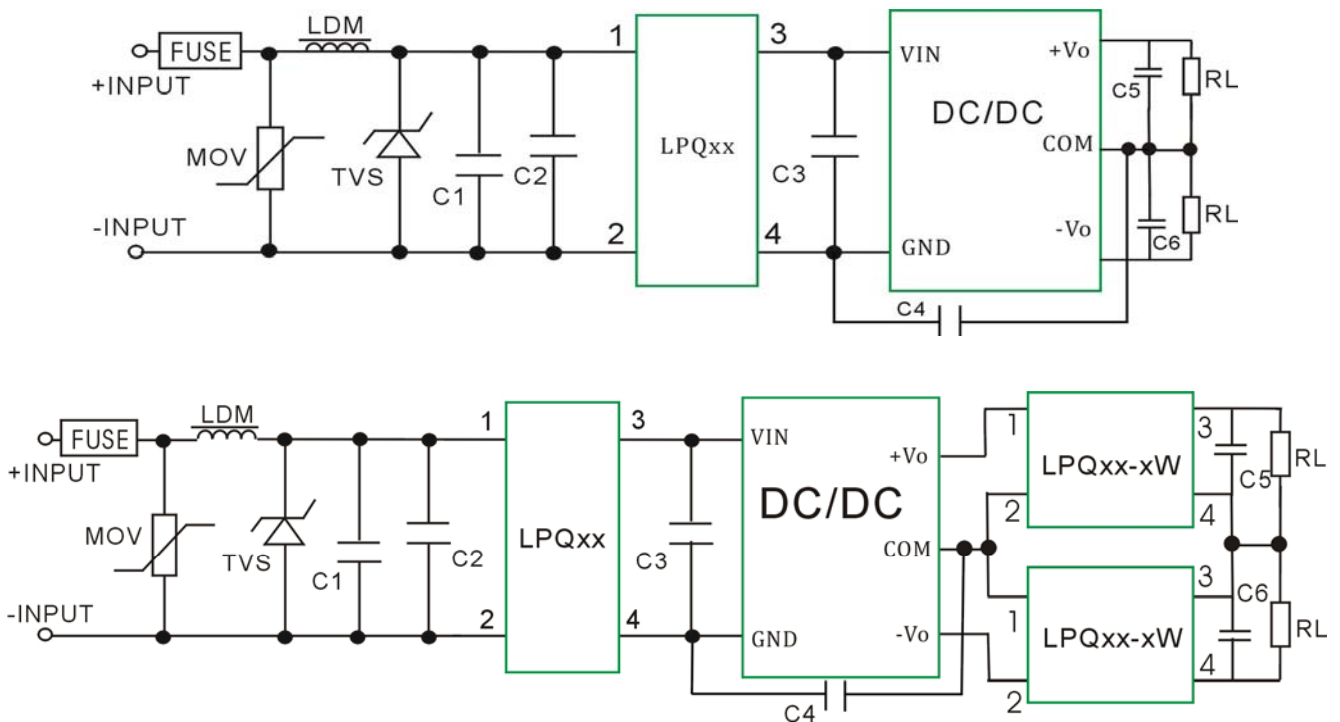 LDM
FUSE
+INPUT
MOV
TVS
C1
C2
-INPUT
1
2
LPQxx
3
4
C3
VIN
GND
DC/DC
+Vo
COM
-Vo
C5
C6
RL
RL
C4
LDM
FUSE
+INPUT
MOV
TVS
C1
C2
-INPUT
1
2
LPQxx
3
4
C3
VIN
GND
DC/DC
+Vo
COM
-Vo
C4
1
2
LPQxx-xW
3
4
C5
RL
1
2
LPQxx-xW
3
4
C6
RL